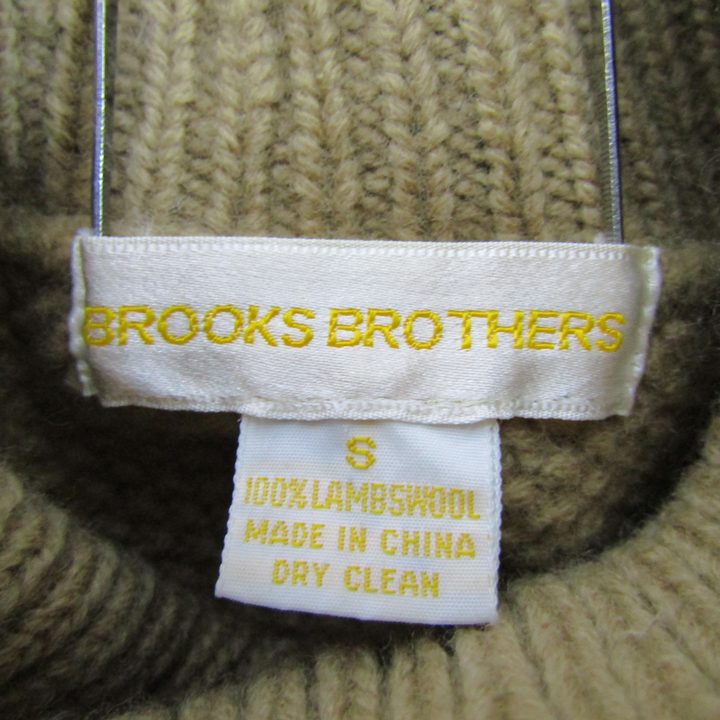 BROOKS BROTHERS
S
100% LAMBSWOOL
MADE IN CHINA
DRY CLEAN